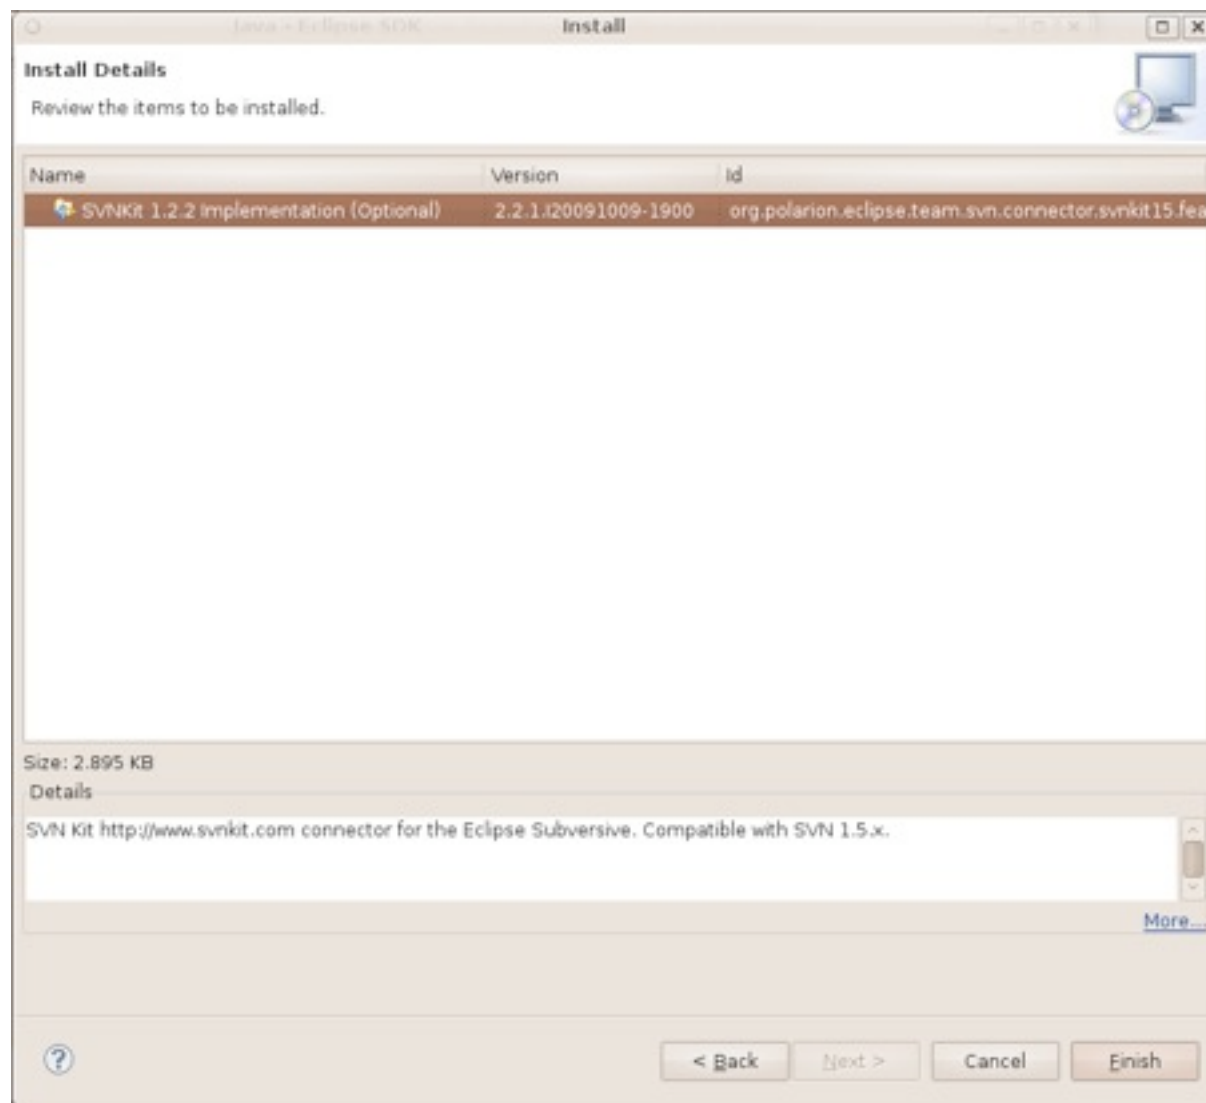 Java - Eclipse SDK
Install
Install Details
Review the items to be installed.
Name Version Id
SVNKit 1.2.2 Implementation (Optional) 2.2.1.I20091009-1900 org.polarion.eclipse.team.svn.connector.svnkit15.fea
Size: 2.895 KB
Details
SVN Kit http://www.svnkit.com connector for the Eclipse Subversive. Compatible with SVN 1.5.x.
More...
< Back Next > Cancel Finish